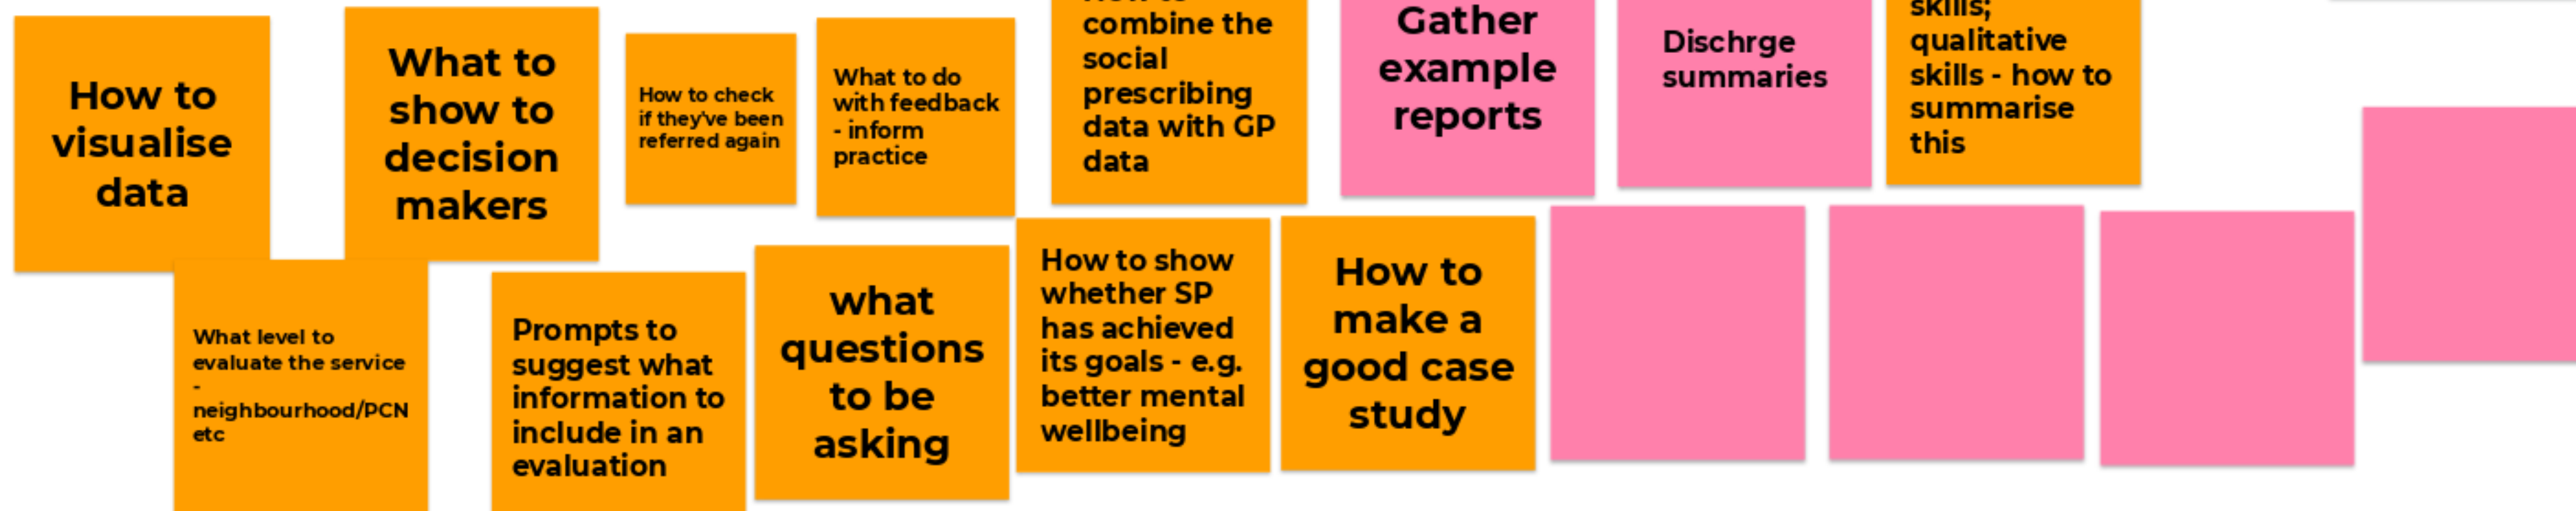 How to
visualise
data
What to
show to
decision
makers
How to check
if they've been
referred again
What to do
with feedback
- inform
practice
combine the
social
prescribing
data with GP
data
Gather
example
reports
Dischrge
summaries
skills;
qualitative
skills - how to
summarise
this
What level to
evaluate the service
-
neighbourhood/PCN
etc
Prompts to
suggest what
information to
include in an
evaluation
what
questions
to be
asking
How to show
whether SP
has achieved
its goals - e.g.
better mental
wellbeing
How to
make a
good case
study